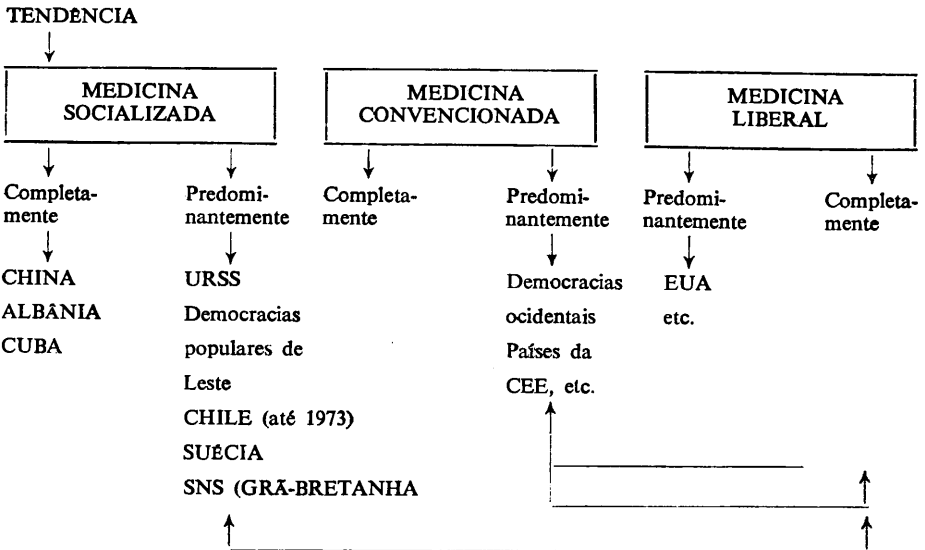 TENDÊNCIA
MEDICINA
SOCIALIZADA
MEDICINA
CONVENCIONADA
MEDICINA
LIBERAL
Completa-
mente
Predomi-
nantemente
Completa-
mente
Predomi-
nantemente
Predomi-
nantemente
Completa-
mente
CHINA
ALBÂNIA
CUBA
URSS
Democracias
populares de
Leste
CHILE (até 1973)
SUÉCIA
SNS (GRÃ-BRETANHA
Democracias
ocidentais
Países da
CEE, etc.
EUA
etc.